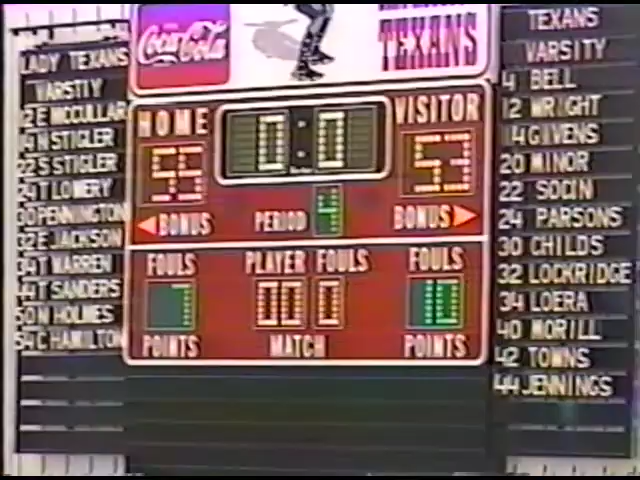 LADY TEXANS
VARSTIY
12 E MCCULLAR
14 N STIGLER
22 S STIGLER
24 T LOWERY
30 PENNINGTON
32 E JACKSON
34 T WARREN
44 T SANDERS
50 N HOLMES
54 C HAMILTON
Coca-Cola
TEXANS
HOME
0:0
VISITOR
55
53
BONUS
PERIOD 4
BONUS
FOULS
PLAYER FOULS
FOULS
7
00 0
10
POINTS
MATCH
POINTS
TEXANS
VARSITY
4 BELL
12 WRIGHT
14 GIVENS
20 MINOR
22 SOCIN
24 PARSONS
30 CHILDS
32 LOCKRIDGE
34 LOERA
40 MORILL
42 TOWNS
44 JENNINGS